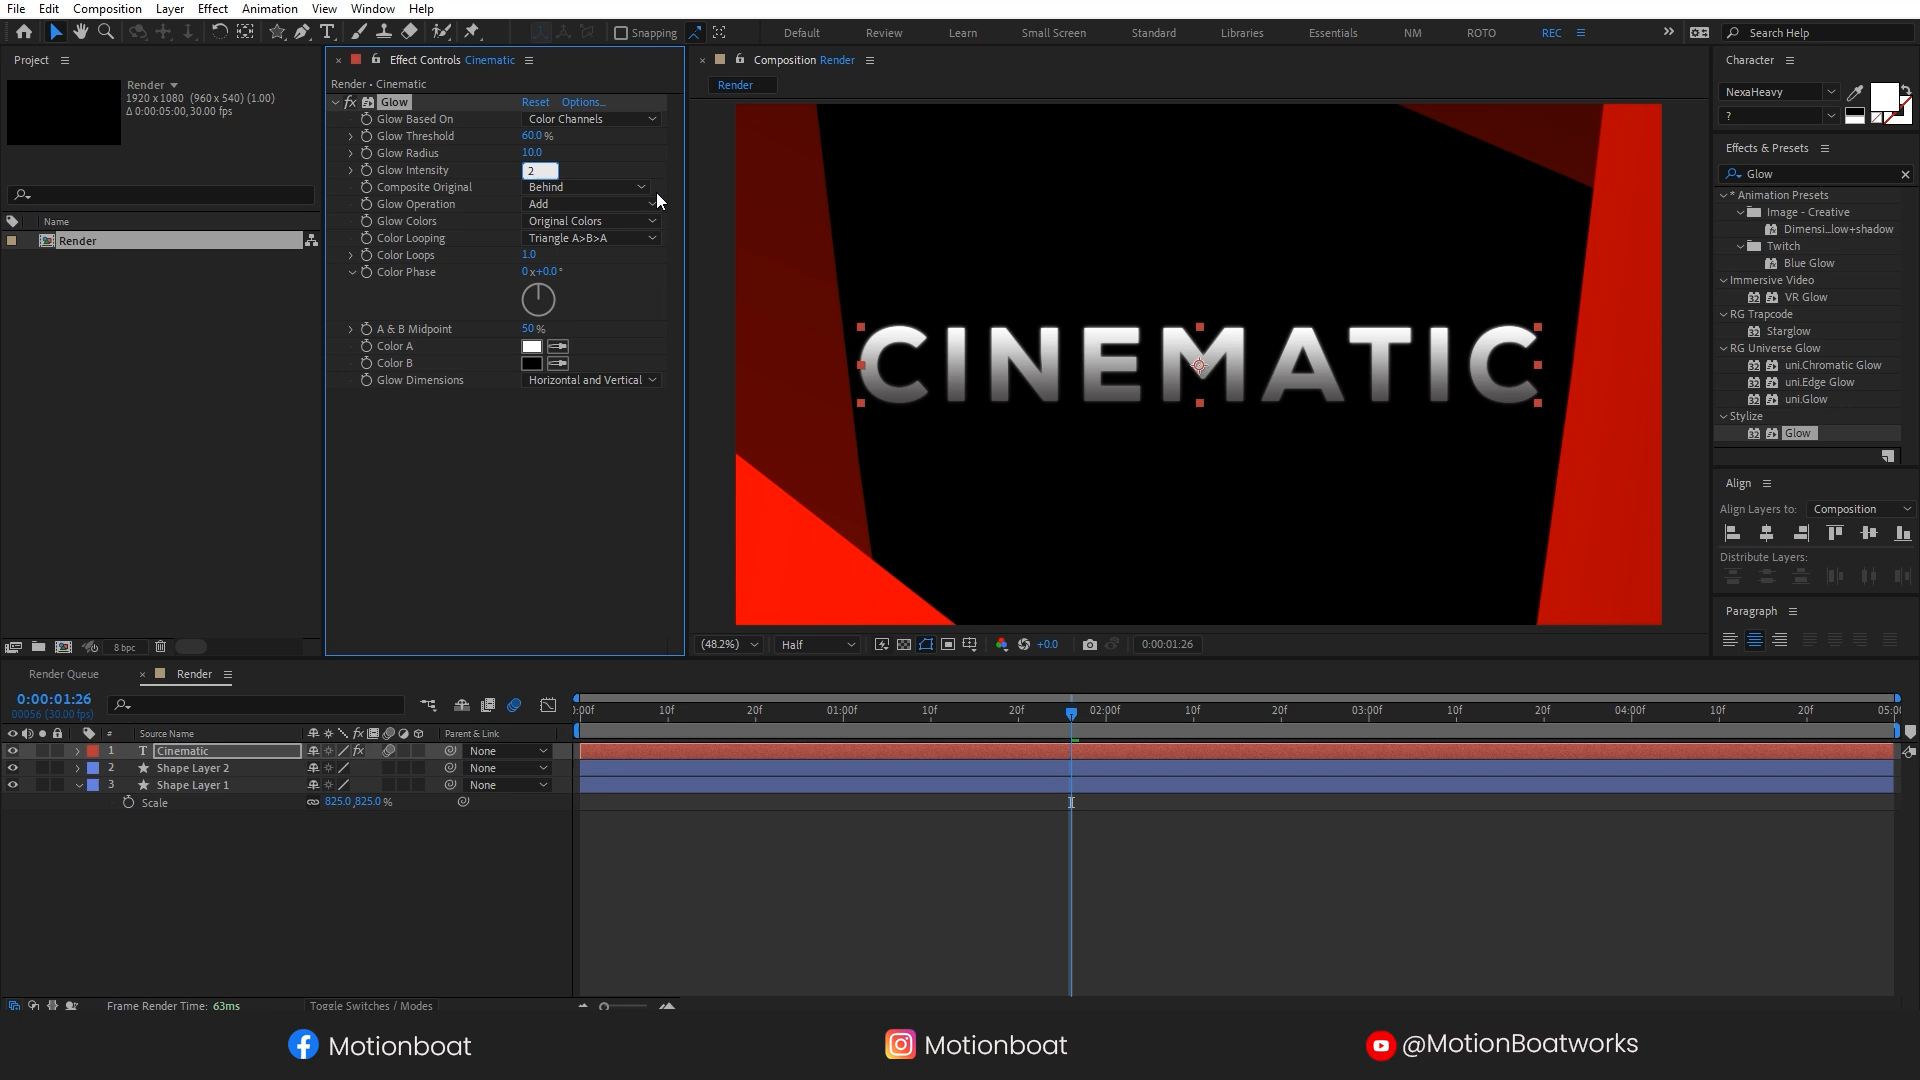 File Edit Composition Layer Effect Animation View Window Help
Snapping Default Review Learn Small Screen Standard Libraries Essentials NM ROTO REC Search Help
Project
Render
1920 x 1080 (960 x 540) (1.00)
Δ 0:00:05:00, 30.00 fps
Name
Render
8 bpc
Effect Controls Cinematic
Render • Cinematic
fx Glow Reset Options...
Glow Based On Color Channels
Glow Threshold 60.0 %
Glow Radius 10.0
Glow Intensity 2
Composite Original Behind
Glow Operation Add
Glow Colors Original Colors
Color Looping Triangle A>B>A
Color Loops 1.0
Color Phase 0 x+0.0 °
A & B Midpoint 50 %
Color A
Color B
Glow Dimensions Horizontal and Vertical
Composition Render
Render
CINEMATIC
(48.2%) Half +0.0 0:00:01:26
Character
NexaHeavy
?
Effects & Presets
Glow
* Animation Presets
Image - Creative
Dimensi...low+shadow
Twitch
Blue Glow
Immersive Video
32 VR Glow
RG Trapcode
32 Starglow
RG Universe Glow
32 uni.Chromatic Glow
32 uni.Edge Glow
32 uni.Glow
Stylize
32 Glow
Align
Align Layers to: Composition
Distribute Layers:
Paragraph
Render Queue Render
0:00:01:26
00056 (30.00 fps)
# Source Name fx Parent & Link
1 T Cinematic fx None
2 Shape Layer 2 None
3 Shape Layer 1 None
Scale 825.0,825.0 %
):00f 10f 20f 01:00f 10f 20f 02:00f 10f 20f 03:00f 10f 20f 04:00f 10f 20f 05:0
Frame Render Time: 63ms Toggle Switches / Modes
Motionboat Motionboat @MotionBoatworks